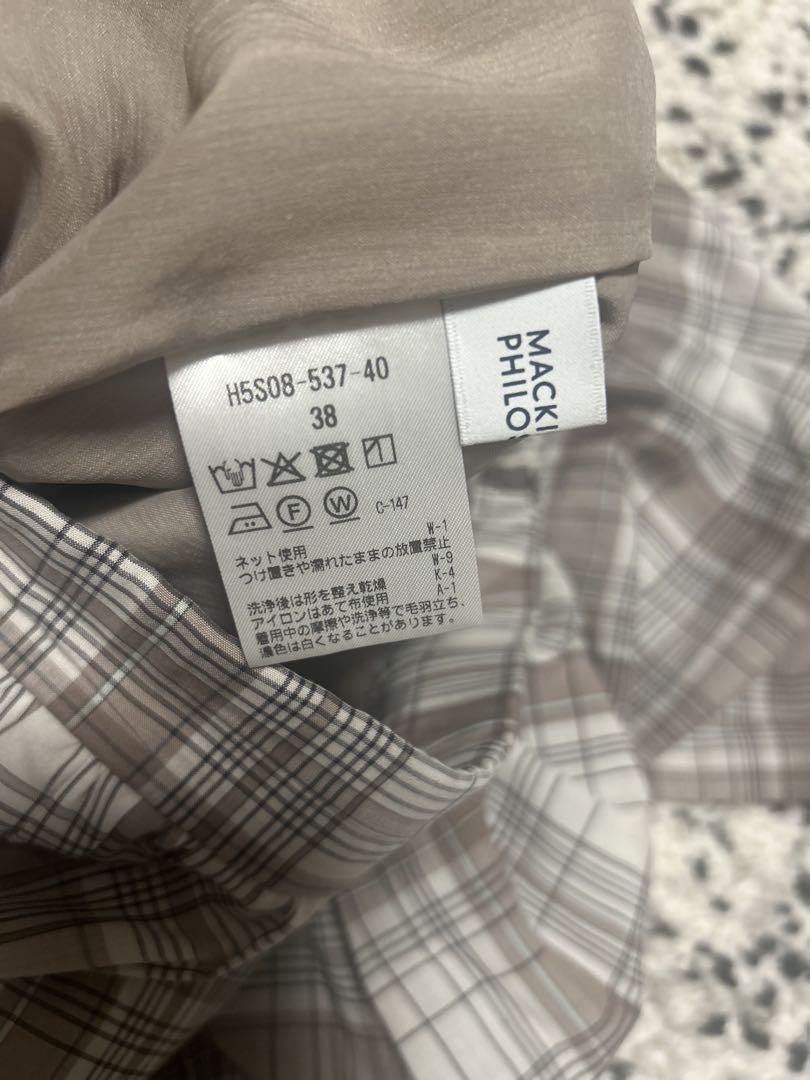 H5S08-537-40
38
F
W
C-147
W-1
ネット使用
つけ置きや濡れたままの放置禁止
W-9
K-4
洗浄後は形を整え乾燥
A-1
アイロンはあて布使用
着用中の摩擦や洗浄等で毛羽立ち、
濃色は白くなることがあります。
MACKI
PHILO